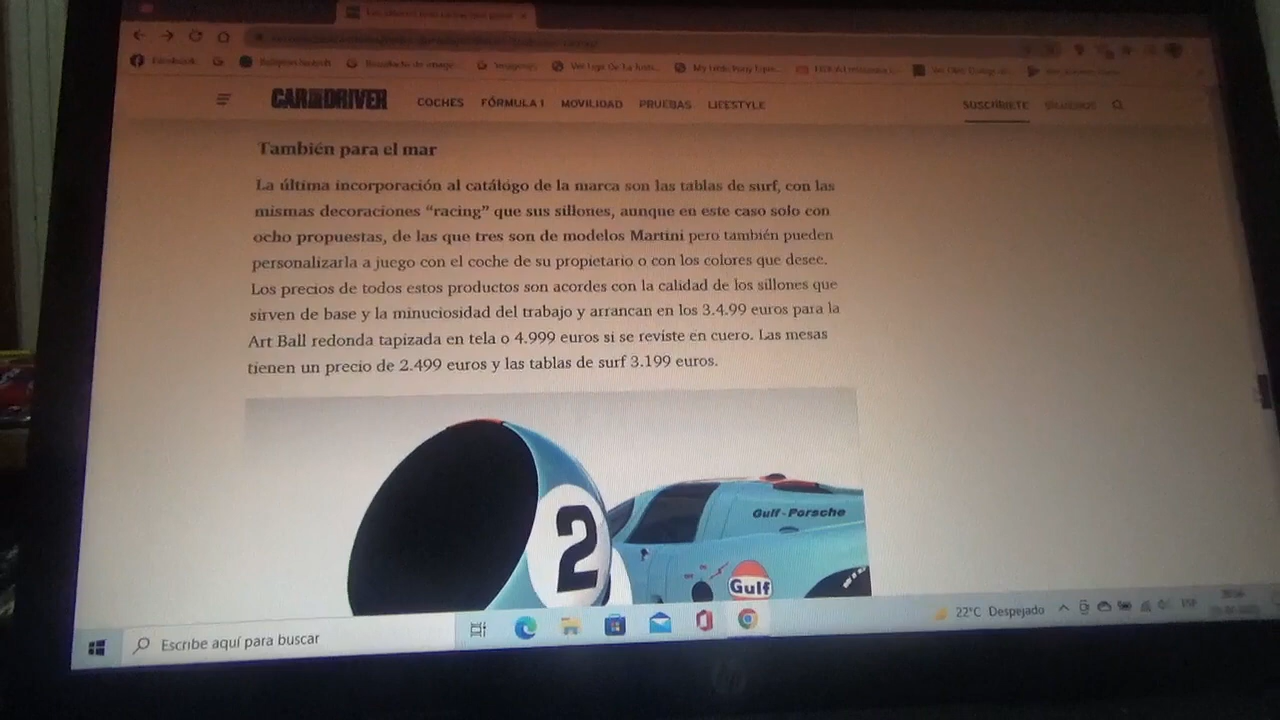 Facebook
CAR AND DRIVER COCHES FÓRMULA 1 MOVILIDAD PRUEBAS LIFESTYLE SUSCRÍBETE
También para el mar
La última incorporación al catálogo de la marca son las tablas de surf, con las
mismas decoraciones “racing” que sus sillones, aunque en este caso solo con
ocho propuestas, de las que tres son de modelos Martini pero también pueden
personalizarla a juego con el coche de su propietario o con los colores que desee.
Los precios de todos estos productos son acordes con la calidad de los sillones que
sirven de base y la minuciosidad del trabajo y arrancan en los 3.4.99 euros para la
Art Ball redonda tapizada en tela o 4.999 euros si se reviste en cuero. Las mesas
tienen un precio de 2.499 euros y las tablas de surf 3.199 euros.
2
Gulf-Porsche
Gulf
Escribe aquí para buscar
22°C Despejado
ESP
hp